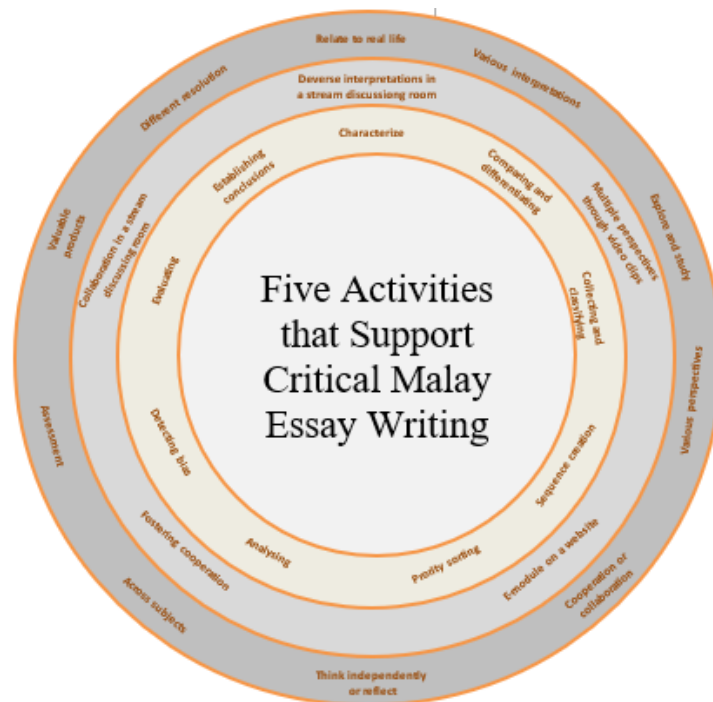 Relate to real life
Various interpretations
Explore and study
Various perspectives
Cooperation or
collaboration
Think independently
or reflect
Across subjects
Assessment
Valuable
products
Different resolution
Deverse interpretations in
a stream discussiong room
Multiple perspectives
through video clips
E-module on a website
Fostering cooperation
Collaboration in a stream
discussing room
Characterize
Comparing and
differentiating
Collecting and
classifying
Sequence creation
Prority sorting
Analysing
Detecting bias
Evaluating
Establishing
conclusions
Five Activities
that Support
Critical Malay
Essay Writing